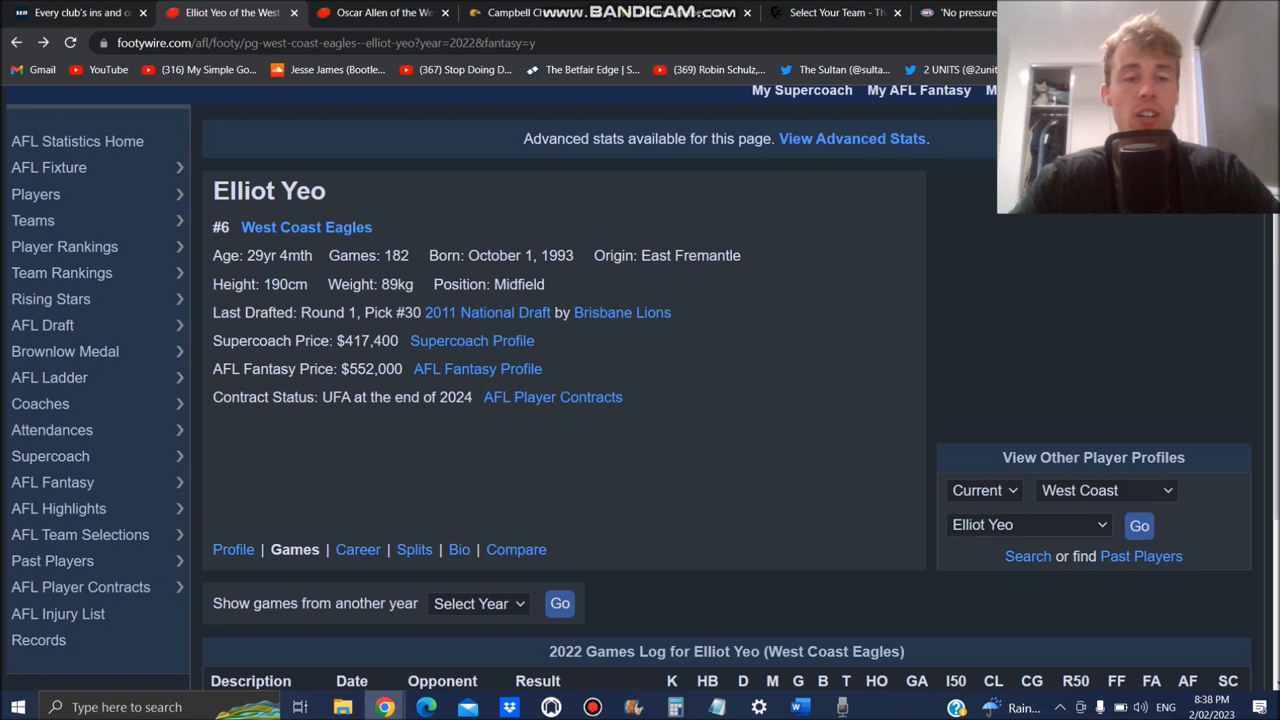 Every club's ins and o
Elliot Yeo of the West
Oscar Allen of the We
Campbell Ch
www.BANDICAM.com
Select Your Team - Th
'No pressure
footywire.com/afl/footy/pg-west-coast-eagles--elliot-yeo?year=2022&fantasy=y
Gmail
YouTube
(316) My Simple Go...
Jesse James (Bootle...
(367) Stop Doing D...
The Betfair Edge | S...
(369) Robin Schulz,...
The Sultan (@sulta...
2 UNITS (@2unit
My Supercoach My AFL Fantasy M
Advanced stats available for this page. View Advanced Stats.
AFL Statistics Home
AFL Fixture
Players
Teams
Player Rankings
Team Rankings
Rising Stars
AFL Draft
Brownlow Medal
AFL Ladder
Coaches
Attendances
Supercoach
AFL Fantasy
AFL Highlights
AFL Team Selections
Past Players
AFL Player Contracts
AFL Injury List
Records
Elliot Yeo
#6 West Coast Eagles
Age: 29yr 4mth Games: 182 Born: October 1, 1993 Origin: East Fremantle
Height: 190cm Weight: 89kg Position: Midfield
Last Drafted: Round 1, Pick #30 2011 National Draft by Brisbane Lions
Supercoach Price: $417,400 Supercoach Profile
AFL Fantasy Price: $552,000 AFL Fantasy Profile
Contract Status: UFA at the end of 2024 AFL Player Contracts
Profile | Games | Career | Splits | Bio | Compare
View Other Player Profiles
Current West Coast
Elliot Yeo Go
Search or find Past Players
Show games from another year Select Year Go
2022 Games Log for Elliot Yeo (West Coast Eagles)
Description Date Opponent Result K HB D M G B T HO GA I50 CL CG R50 FF FA AF SC
Type here to search
Rain...
ENG
8:38 PM
2/02/2023